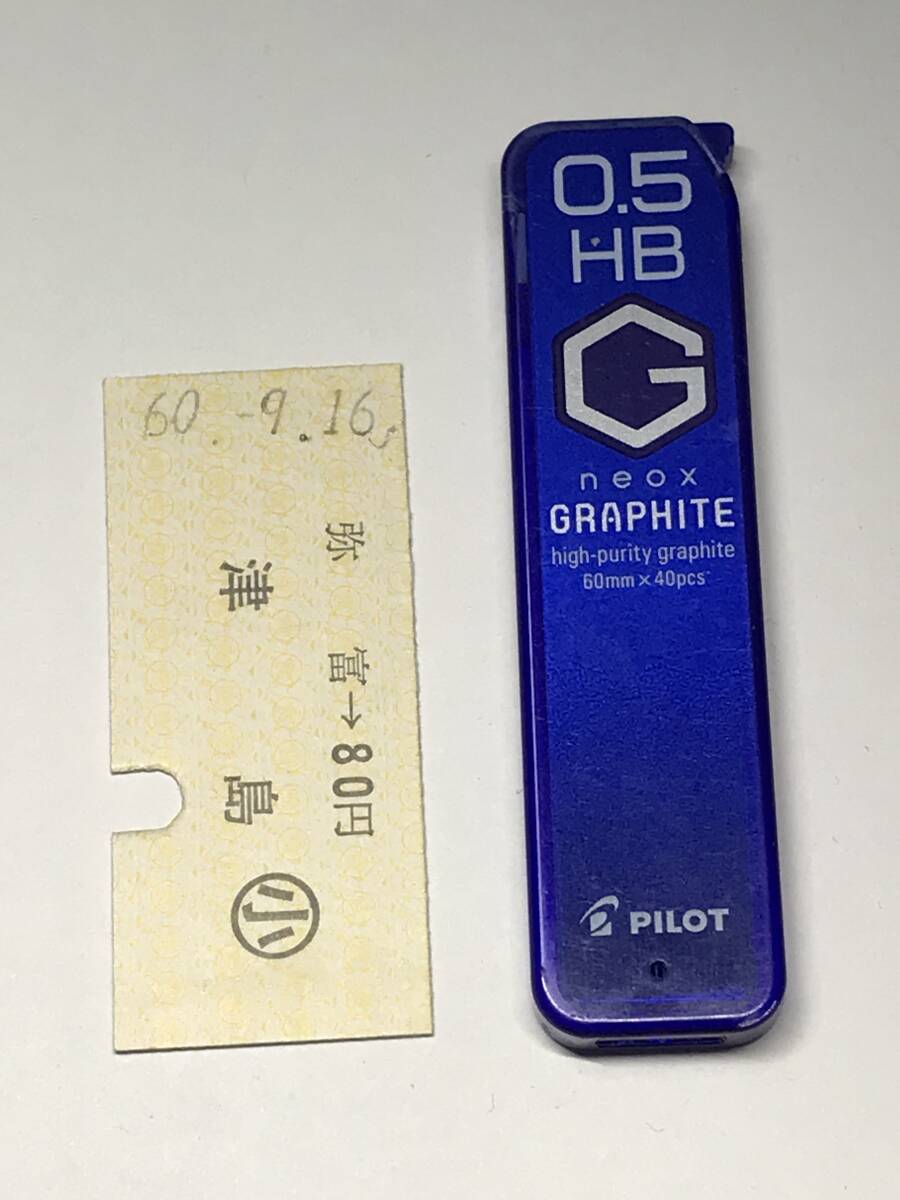 60.-9.16
弥富→80円
津島
小
0.5
HB
G
neox
GRAPHITE
high-purity graphite
60mm×40pcs
PILOT